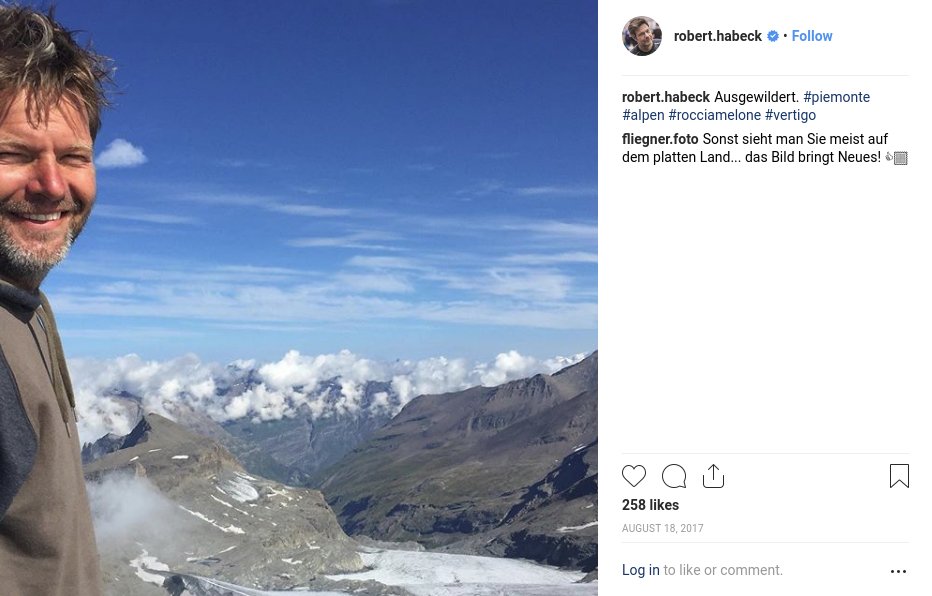 robert.habeck • Follow
robert.habeck Ausgewildert. #piemonte
#alpen #rocciamelone #vertigo
fliegner.foto Sonst sieht man Sie meist auf
dem platten Land... das Bild bringt Neues! 👍🏼
258 likes
AUGUST 18, 2017
Log in to like or comment.